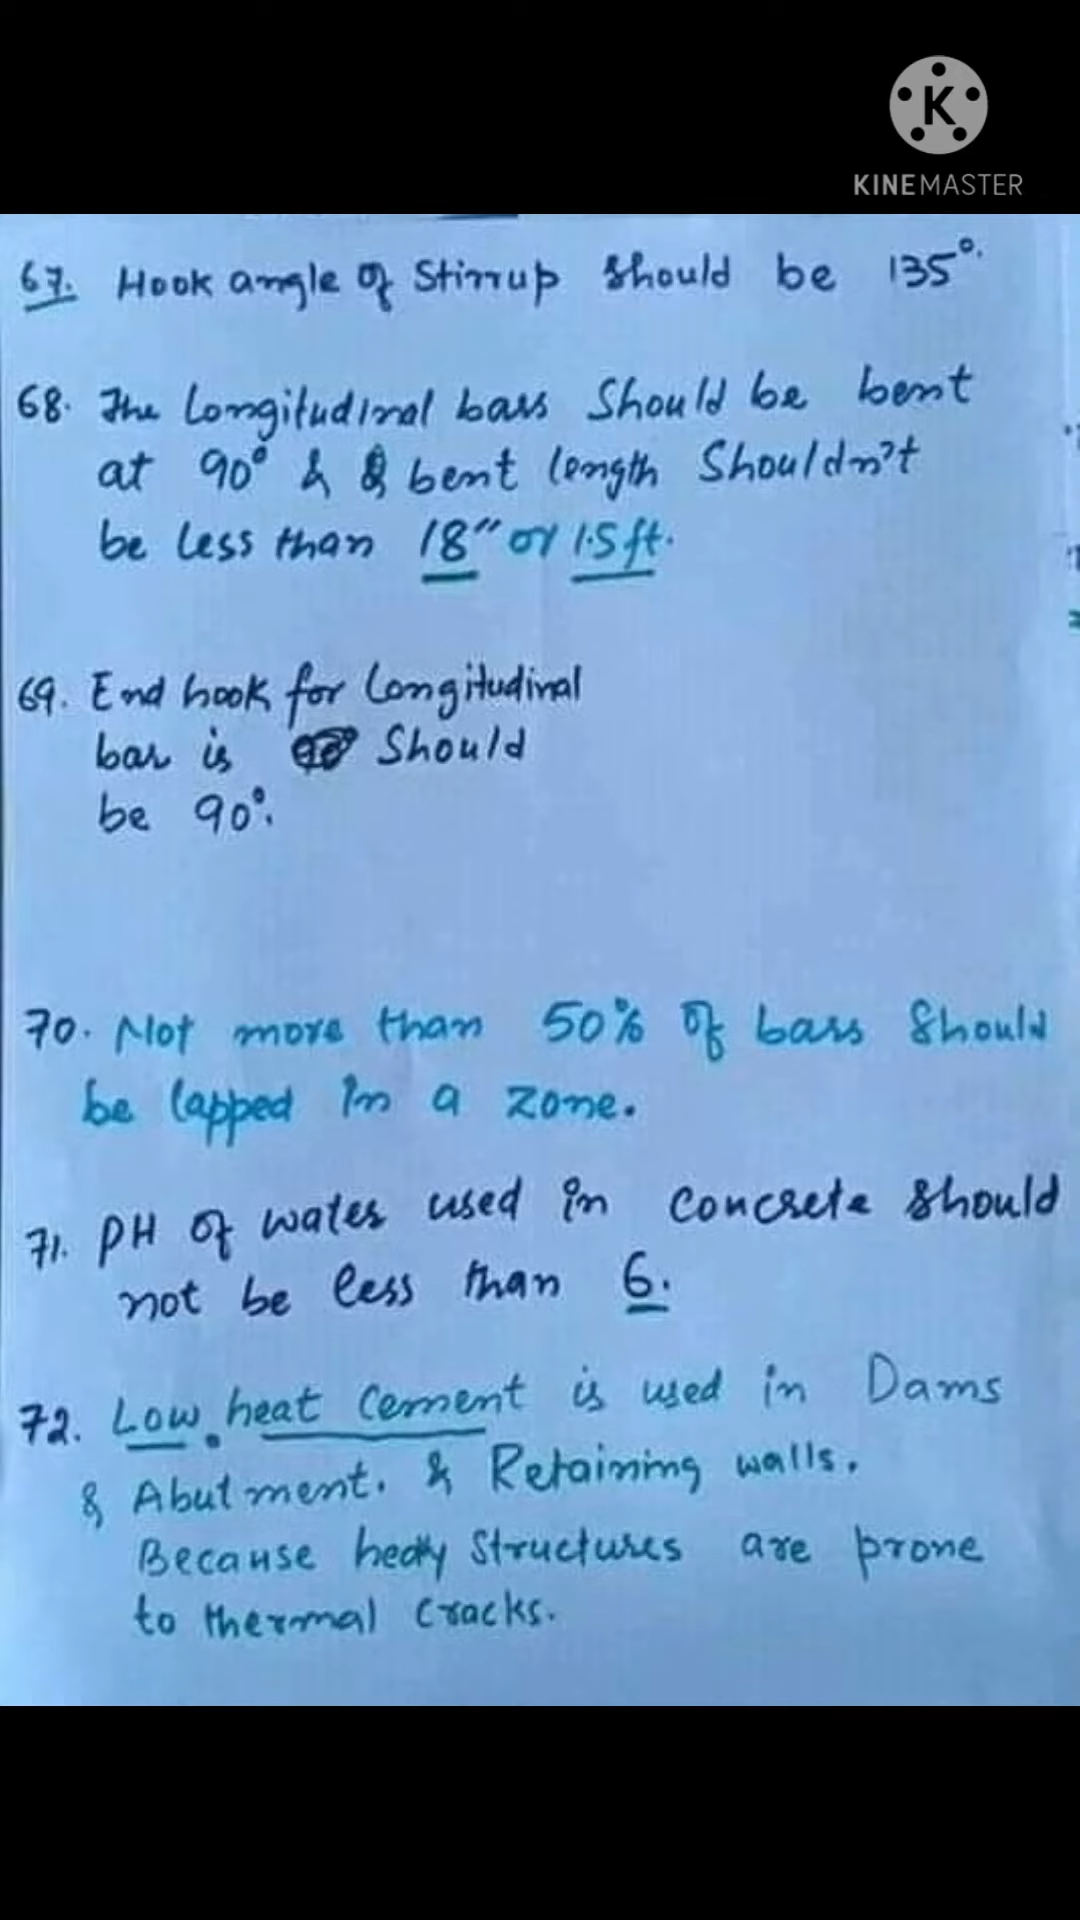 K
KINEMASTER
67. Hook angle of Stirrup should be 135°.
68. The Longitudinal bars Should be bent
at 90° & & bent length Shouldn't
be less than 18" or 1.5 ft.
69. End hook for Longitudinal
bar is Should
be 90°.
70. Not more than 50% of bars Should
be lapped in a zone.
71. PH of water used in concrete should
not be less than 6.
72. Low heat Cement is used in Dams
& Abutment. & Retaining walls.
Because Structures are prone
to thermal cracks.